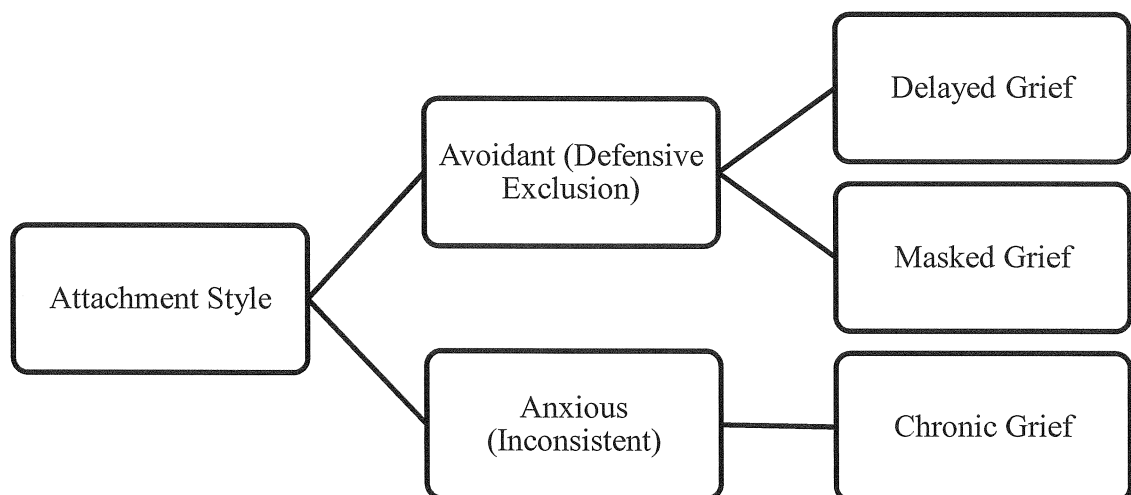 Attachment Style
Avoidant (Defensive
Exclusion)
Anxious
(Inconsistent)
Delayed Grief
Masked Grief
Chronic Grief